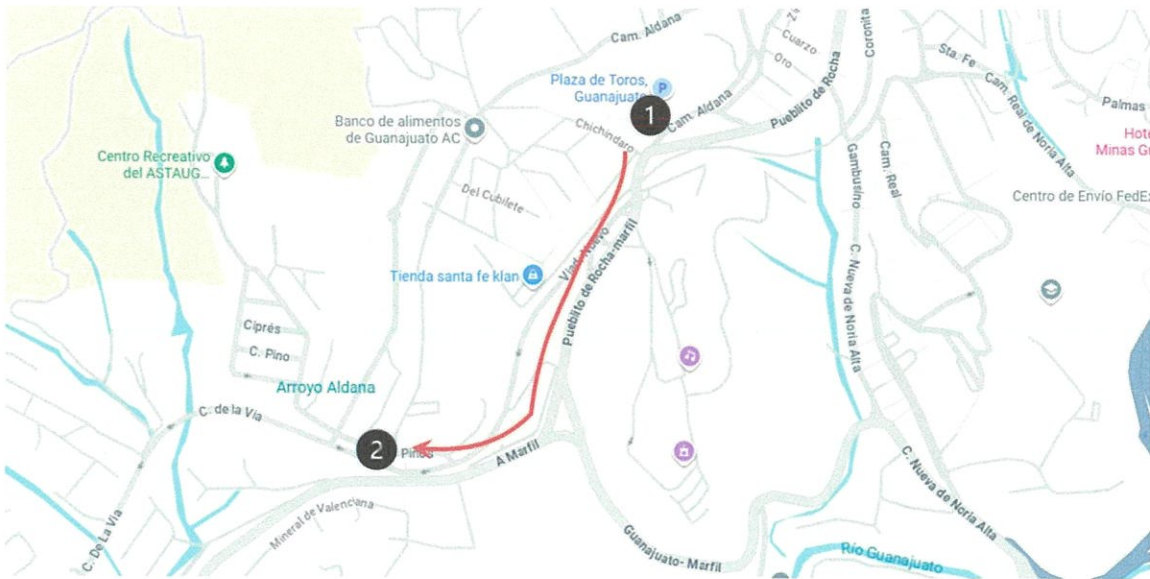 Cam. Aldana
Coronita
Cuarzo
Oro
Sta. Fe
Cam. Real de Noria Alta
Palmas
Plaza de Toros,
Guanajuato
P
1
Cam. Aldana
Pueblito de Rocha
Chichindaro
Banco de alimentos
de Guanajuato AC
Centro Recreativo
del ASTAUG...
Hote
Minas Gu
Gambusino
Cam. Real
Centro de Envío FedEx
Del Cubilete
Viad. Nuevo
Tienda santa fe klan
Pueblito de Rocha-marfil
C. Nueva de Noria Alta
Ciprés
C. Pino
Arroyo Aldana
C. de la Vía
2
Pinos
A Marfil
C. Nueva de Noria Alta
Mineral de Valenciana
C. De La Vía
Guanajuato- Marfil
Río Guanajuato